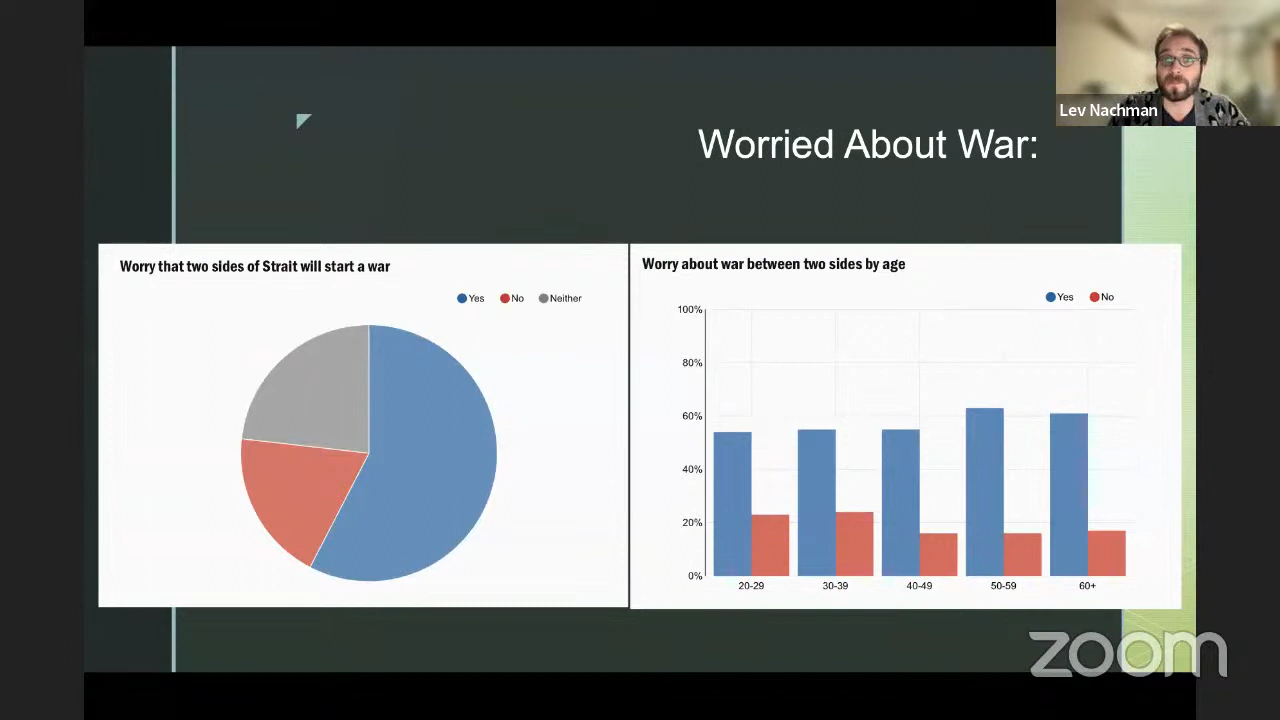 Lev Nachman
Worried About War:
Worry that two sides of Strait will start a war
Yes No Neither
Worry about war between two sides by age
Yes No
100%
80%
60%
40%
20%
0%
20-29 30-39 40-49 50-59 60+
zoom